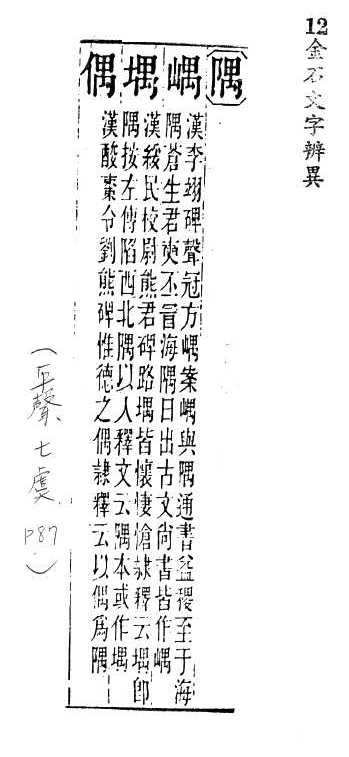 12金石文字辨異
隅
嵎
堣
偶
漢李翊碑聲冠方嵎案嵎與隅通書益稷至于海
隅蒼生君奭丕冒海隅日出古文尚書皆作嵎
漢綏民校尉熊君碑路堣皆懷悽愴隸釋云堣即
隅按左傳陷西北隅以入釋文云隅本或作堣
漢酸棗令劉熊碑惟德之偶隸釋云以偶爲隅
(平聲七虞 P87)